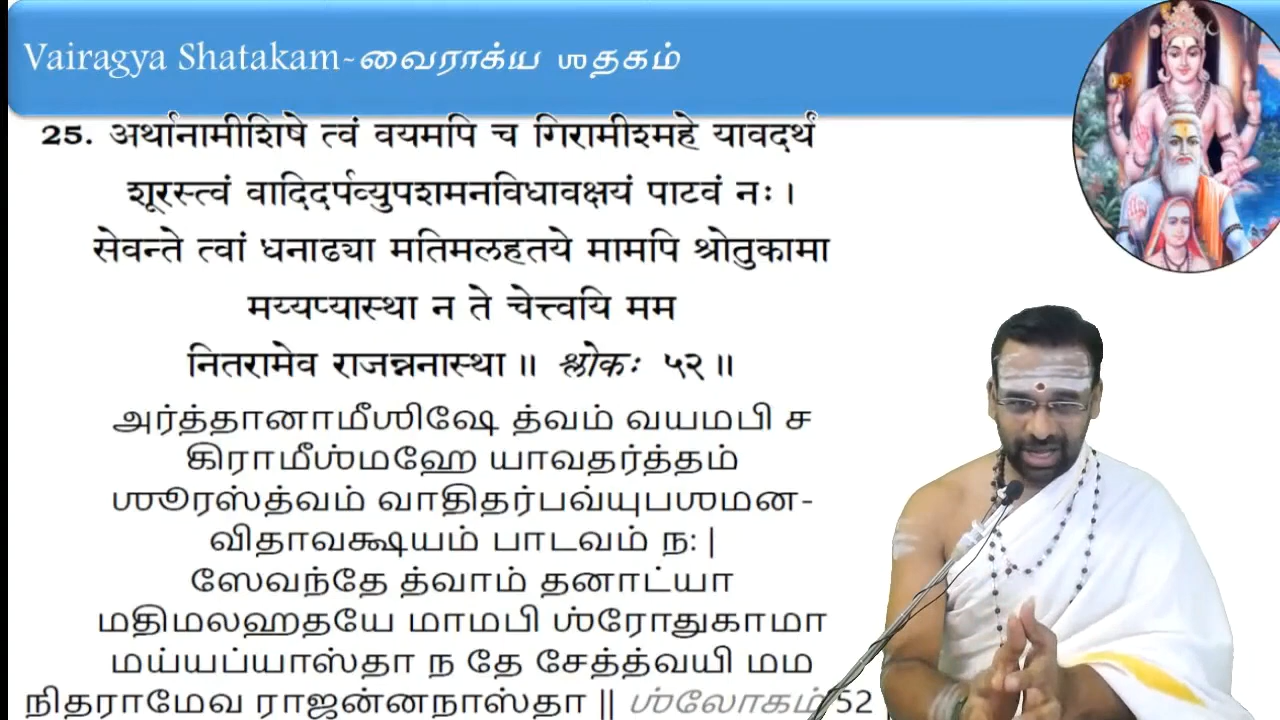 Vairagya Shatakam-வைராக்ய ஶதகம்
25. अर्थानामीशिषे त्वं वयमपि च गिरामीश्महे यावदर्थं
शूरस्त्वं वादिदर्पव्युपशमनविधावक्षयं पाटवं नः ।
सेवन्ते त्वां धनाढ्या मतिमलहतये मामपि श्रोतुकामा
मय्यप्यास्था न ते चेत्त्वयि मम
नितरामेव राजन्ननास्था ॥ श्लोकः ५२ ॥
அர்த்தானாமீஶிஷே த்வம் வயமபி ச
கிராமீஶ்மஹே யாவதர்த்தம்
ஶூரஸ்த்வம் வாதிதர்பவ்யுபஶமன-
விதாவக்ஷயம் பாடவம் ந: |
ஸேவந்தே த்வாம் தனாட்யா
மதிமலஹதயே மாமபி ஶ்ரோதுகாமா
மய்யப்யாஸ்தா ந தே சேத்த்வயி மம
நிதராமேவ ராஜன்னநாஸ்தா || ஶ்லோகம் 52 |